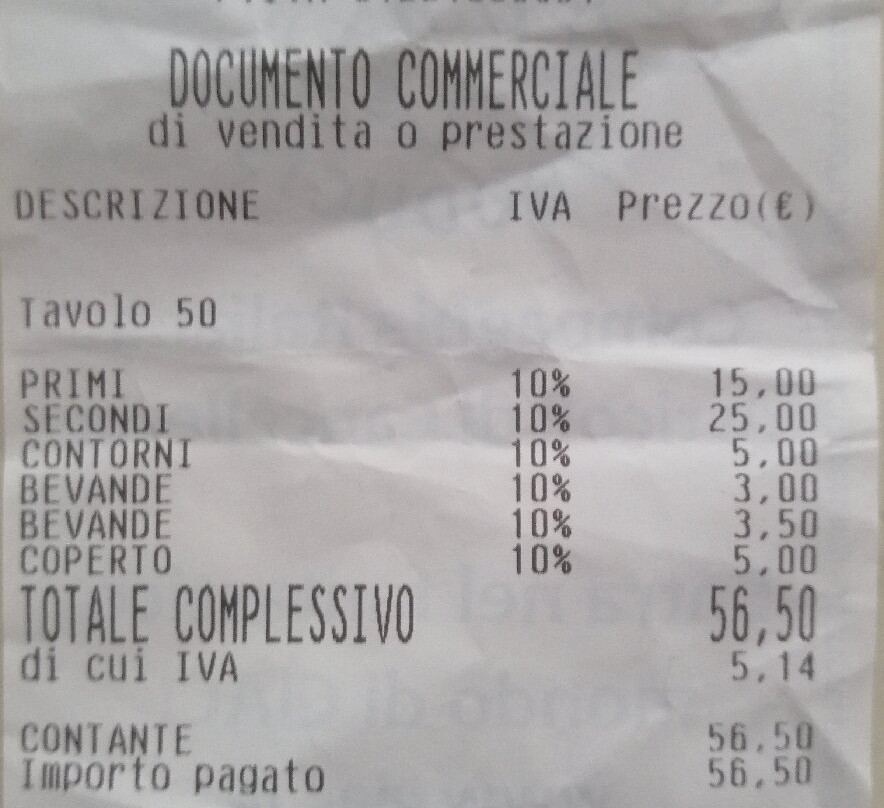 DOCUMENTO COMMERCIALE
di vendita o prestazione
DESCRIZIONE IVA Prezzo(€)
Tavolo 50
PRIMI 10% 15,00
SECONDI 10% 25,00
CONTORNI 10% 5,00
BEVANDE 10% 3,00
BEVANDE 10% 3,50
COPERTO 10% 5,00
TOTALE COMPLESSIVO 56,50
di cui IVA 5,14
CONTANTE 56,50
Importo pagato 56,50